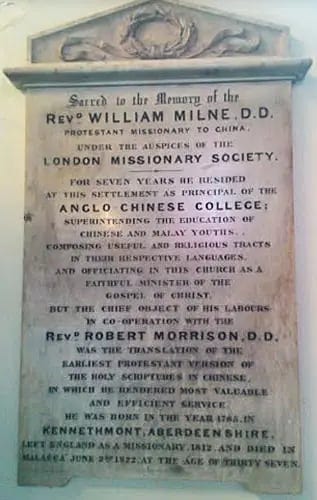 Sacred to the Memory of the
REVD WILLIAM MILNE, D.D.
PROTESTANT MISSIONARY TO CHINA,
UNDER THE AUSPICES OF THE
LONDON MISSIONARY SOCIETY.
FOR SEVEN YEARS HE RESIDED
AT THIS SETTLEMENT AS PRINCIPAL OF THE
ANGLO CHINESE COLLEGE;
SUPERINTENDING THE EDUCATION OF
CHINESE AND MALAY YOUTHS,
COMPOSING USEFUL AND RELIGIOUS TRACTS
IN THEIR RESPECTIVE LANGUAGES,
AND OFFICIATING IN THIS CHURCH AS A
FAITHFUL MINISTER OF THE
GOSPEL OF CHRIST,
BUT THE CHIEF OBJECT OF HIS LABOURS
IN CO-OPERATION WITH THE
REVD ROBERT MORRISON, D.D.
WAS THE TRANSLATION OF THE
EARLIEST PROTESTANT VERSION OF
THE HOLY SCRIPTURES IN CHINESE,
IN WHICH HE RENDERED MOST VALUABLE
AND EFFICIENT SERVICE.
HE WAS BORN IN THE YEAR 1785, IN
KENNETHMONT, ABERDEENSHIRE,
LEFT ENGLAND AS A MISSIONARY, 1812, AND DIED IN
MALACCA JUNE 2ND 1822, AT THE AGE OF THIRTY SEVEN.